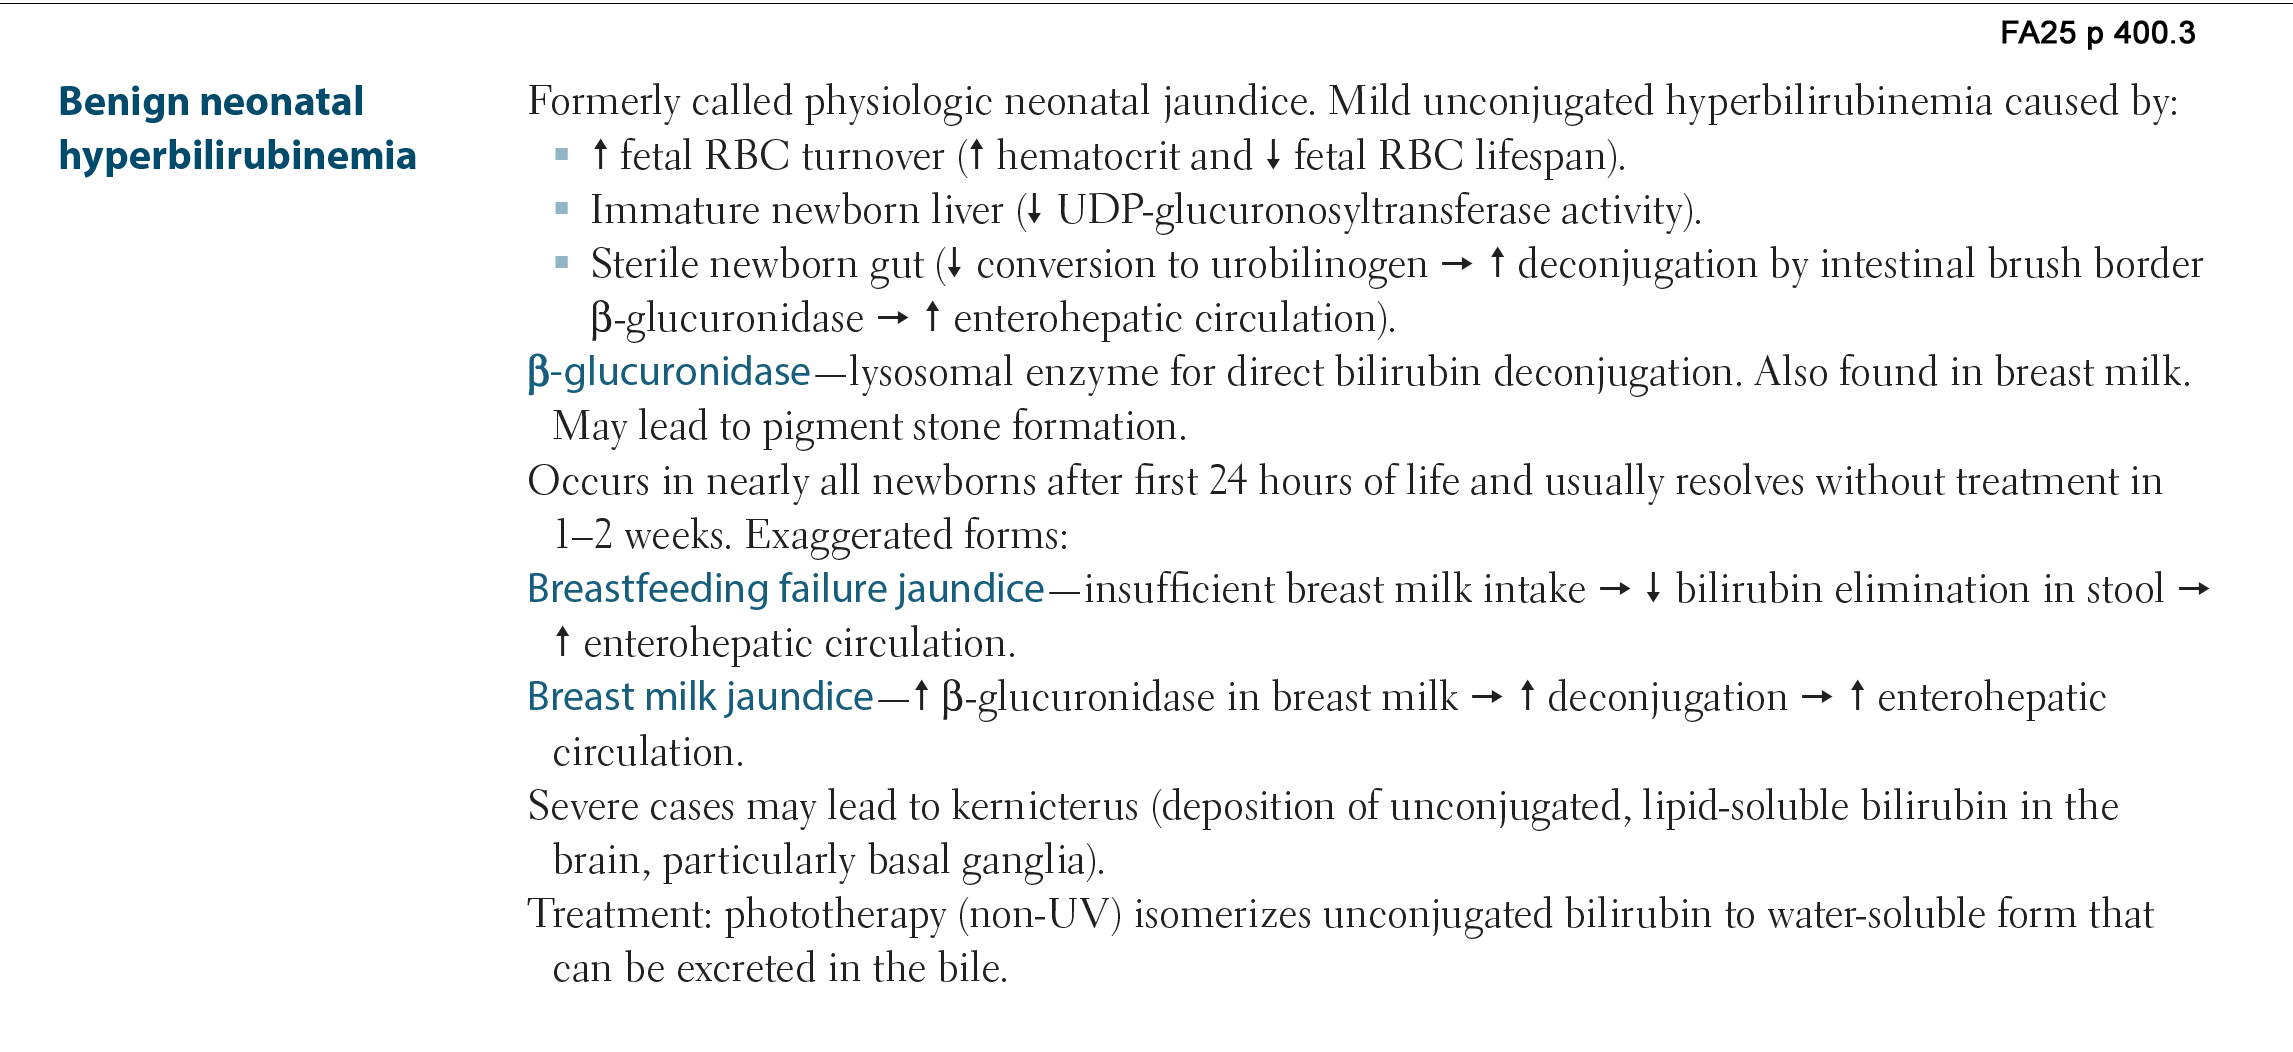 FA25 p 400.3
Benign neonatal
hyperbilirubinemia
Formerly called physiologic neonatal jaundice. Mild unconjugated hyperbilirubinemia caused by:
▪ ↑ fetal RBC turnover (↑ hematocrit and ↓ fetal RBC lifespan).
▪ Immature newborn liver (↓ UDP-glucuronosyltransferase activity).
▪ Sterile newborn gut (↓ conversion to urobilinogen → ↑ deconjugation by intestinal brush border
β-glucuronidase → ↑ enterohepatic circulation).
β-glucuronidase—lysosomal enzyme for direct bilirubin deconjugation. Also found in breast milk.
May lead to pigment stone formation.
Occurs in nearly all newborns after first 24 hours of life and usually resolves without treatment in
1–2 weeks. Exaggerated forms:
Breastfeeding failure jaundice—insufficient breast milk intake → ↓ bilirubin elimination in stool →
↑ enterohepatic circulation.
Breast milk jaundice—↑ β-glucuronidase in breast milk → ↑ deconjugation → ↑ enterohepatic
circulation.
Severe cases may lead to kernicterus (deposition of unconjugated, lipid-soluble bilirubin in the
brain, particularly basal ganglia).
Treatment: phototherapy (non-UV) isomerizes unconjugated bilirubin to water-soluble form that
can be excreted in the bile.